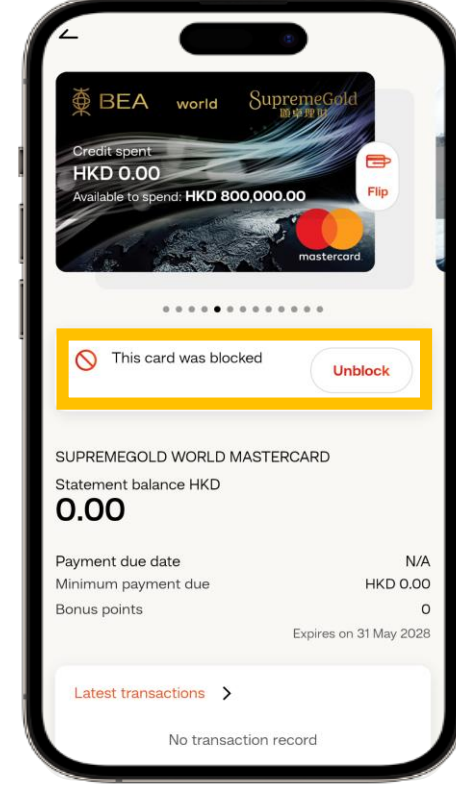 BEA world SupremeGold
顯卓理財
Credit spent
HKD 0.00
Available to spend: HKD 800,000.00
Flip
mastercard
This card was blocked
Unblock
SUPREMEGOLD WORLD MASTERCARD
Statement balance HKD
0.00
Payment due date N/A
Minimum payment due HKD 0.00
Bonus points 0
Expires on 31 May 2028
Latest transactions
No transaction record